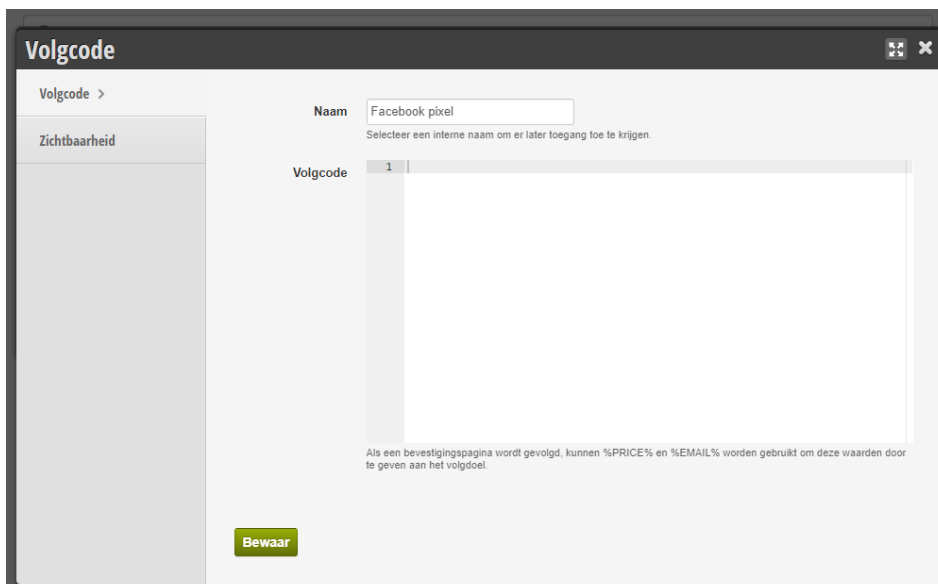 Volgcode
Volgcode >
Zichtbaarheid
Naam
Facebook pixel
Selecteer een interne naam om er later toegang toe te krijgen.
Volgcode
1
Als een bevestigingspagina wordt gevolgd, kunnen %PRICE% en %EMAIL% worden gebruikt om deze waarden door
te geven aan het volgdoel.
Bewaar